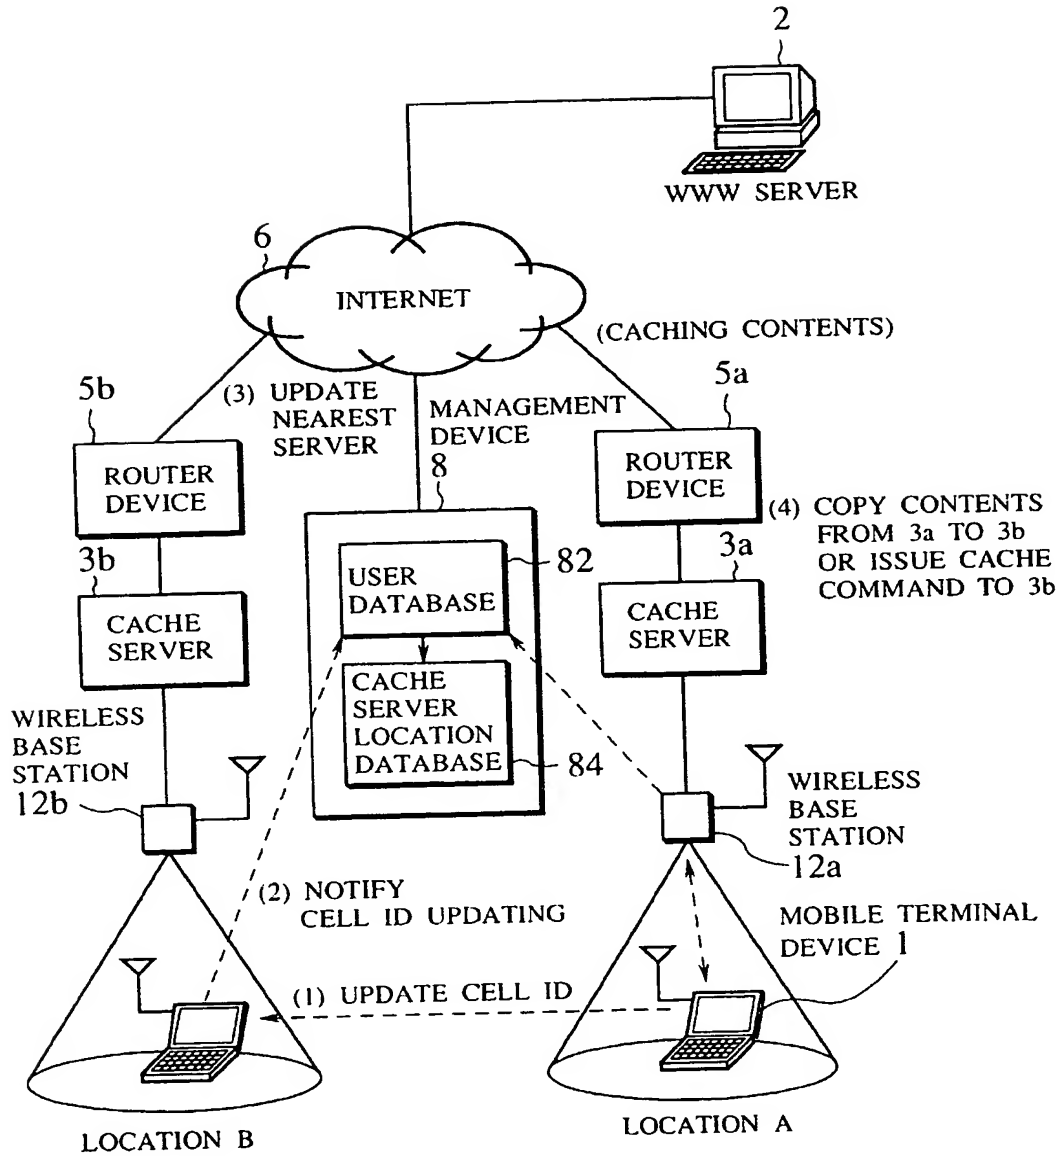 2
WWW SERVER
6
INTERNET
(CACHING CONTENTS)
5b
(3) UPDATE
NEAREST
SERVER
MANAGEMENT
DEVICE
8
5a
ROUTER
DEVICE
ROUTER
DEVICE
(4) COPY CONTENTS
FROM 3a TO 3b
OR ISSUE CACHE
COMMAND TO 3b
3b
CACHE
SERVER
USER
DATABASE
82
3a
CACHE
SERVER
CACHE
SERVER
LOCATION
DATABASE
84
WIRELESS
BASE
STATION
12b
WIRELESS
BASE
STATION
12a
(2) NOTIFY
CELL ID UPDATING
MOBILE TERMINAL
DEVICE 1
(1) UPDATE CELL ID
LOCATION B
LOCATION A